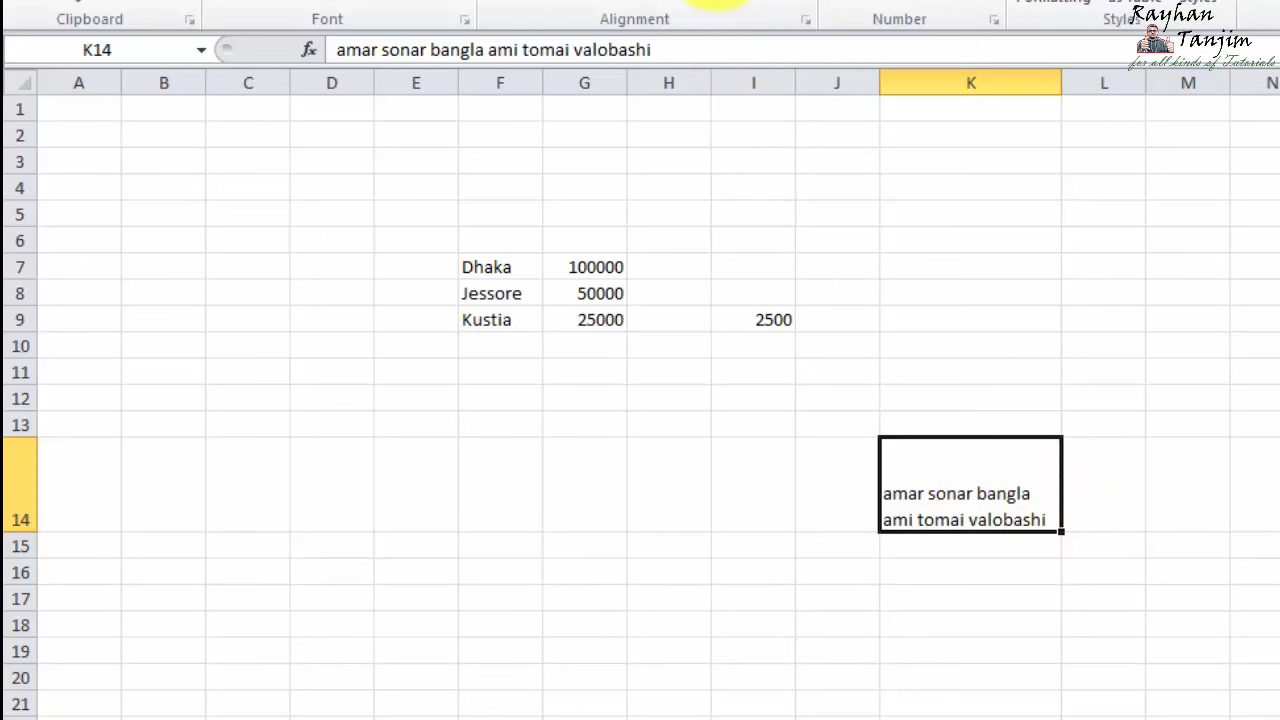 Clipboard Font Alignment Number Styles
Rayhan
Tanjim
for all kinds of Tutorials
K14 fx amar sonar bangla ami tomai valobashi
A B C D E F G H I J K L M N
1
2
3
4
5
6
7 Dhaka 100000
8 Jessore 50000
9 Kustia 25000 2500
10
11
12
13
amar sonar bangla
14 ami tomai valobashi
15
16
17
18
19
20
21